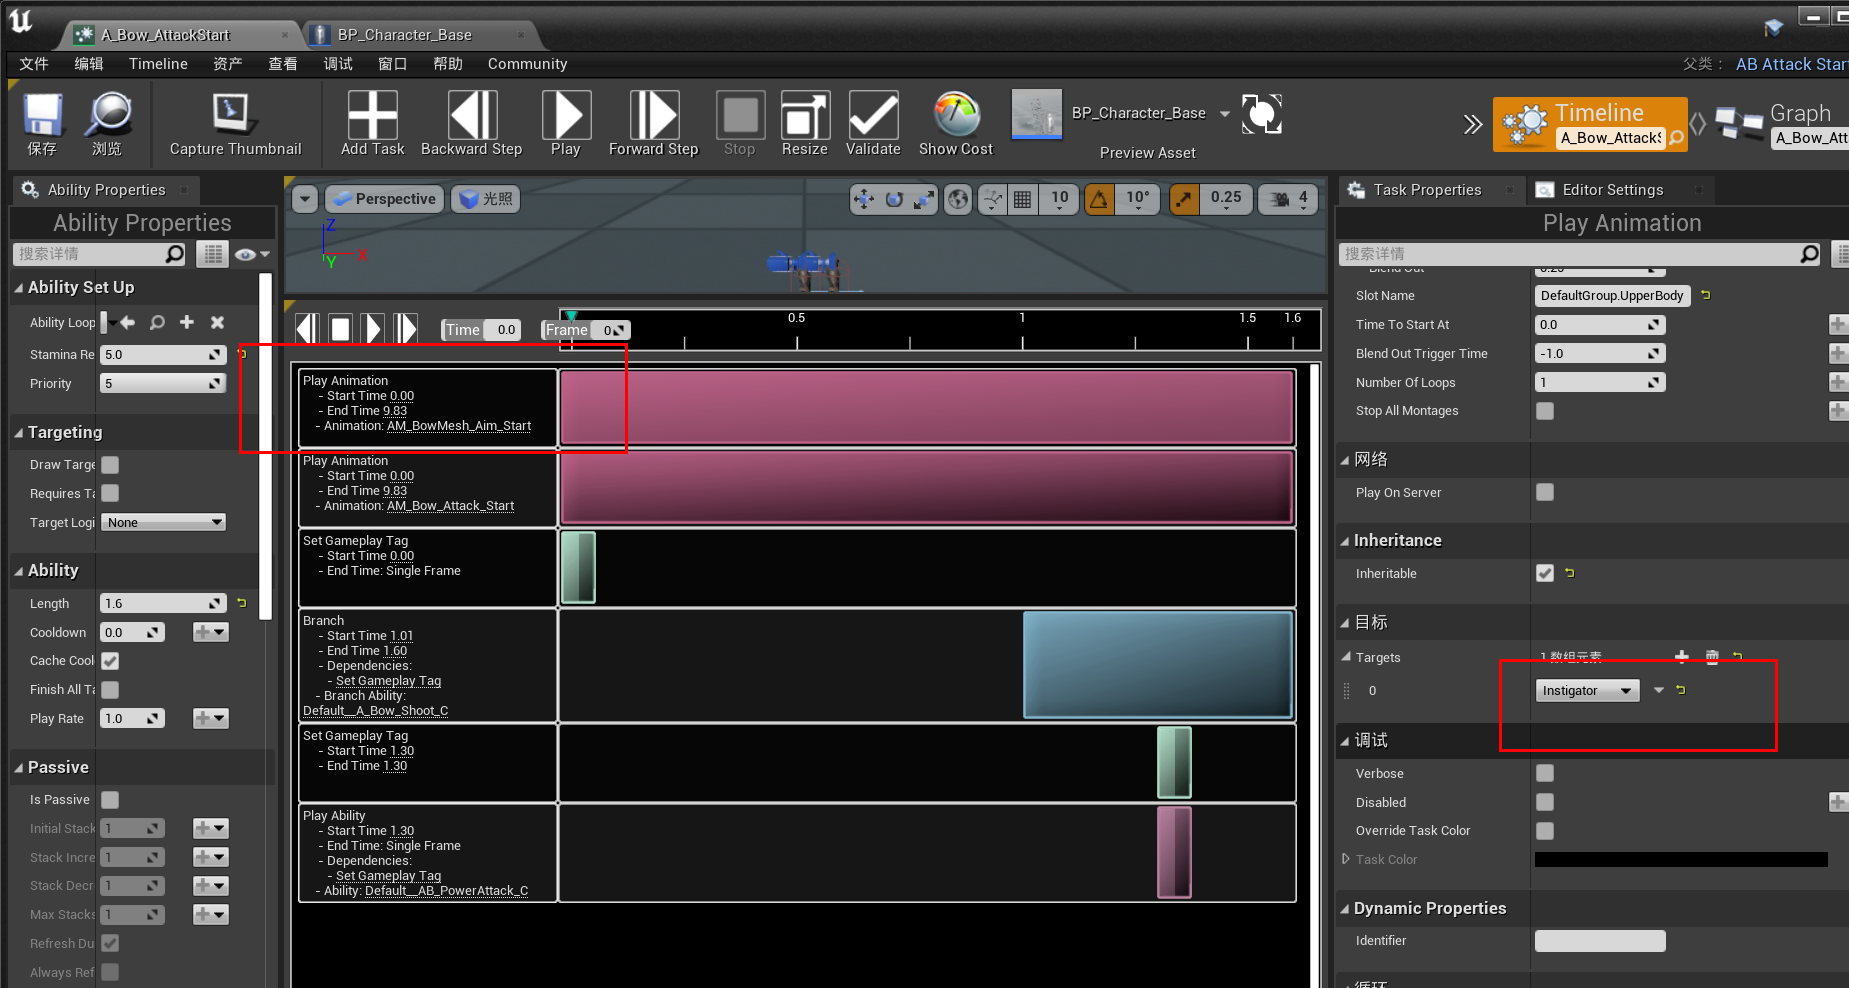 A_Bow_AttackStart
BP_Character_Base
文件 编辑 Timeline 资产 查看 调试 窗口 帮助 Community
父类： AB Attack Star
保存 浏览 Capture Thumbnail Add Task Backward Step Play Forward Step Stop Resize Validate Show Cost
BP_Character_Base
Preview Asset
Timeline
A_Bow_AttackS
Graph
A_Bow_Att
Ability Properties
Ability Properties
搜索详情
Ability Set Up
Ability Loop
Stamina Re 5.0
Priority 5
Targeting
Draw Targe
Requires Ta
Target Logi None
Ability
Length 1.6
Cooldown 0.0
Cache Cool
Finish All Ta
Play Rate 1.0
Passive
Is Passive
Initial Stack 1
Stack Incre 1
Stack Decr 1
Max Stacks 1
Refresh Du
Always Ref
Perspective 光照
10 10° 0.25 4
Z
X
Y
Time 0.0 Frame 0
0.5 1 1.5 1.6
Play Animation
- Start Time 0.00
- End Time 9.83
- Animation: AM_BowMesh_Aim_Start
Play Animation
- Start Time 0.00
- End Time 9.83
- Animation: AM_Bow_Attack_Start
Set Gameplay Tag
- Start Time 0.00
- End Time: Single Frame
Branch
- Start Time 1.01
- End Time 1.60
- Dependencies:
- Set Gameplay Tag
- Branch Ability:
Default__A_Bow_Shoot_C
Set Gameplay Tag
- Start Time 1.30
- End Time 1.30
Play Ability
- Start Time 1.30
- End Time: Single Frame
- Dependencies:
- Set Gameplay Tag
- Ability: Default__AB_PowerAttack_C
Task Properties Editor Settings
Play Animation
搜索详情
Blend Out 0.25
Slot Name DefaultGroup.UpperBody
Time To Start At 0.0
Blend Out Trigger Time -1.0
Number Of Loops 1
Stop All Montages
网络
Play On Server
Inheritance
Inheritable
目标
Targets 1 数组元素
0 Instigator
调试
Verbose
Disabled
Override Task Color
Task Color
Dynamic Properties
Identifier
循环